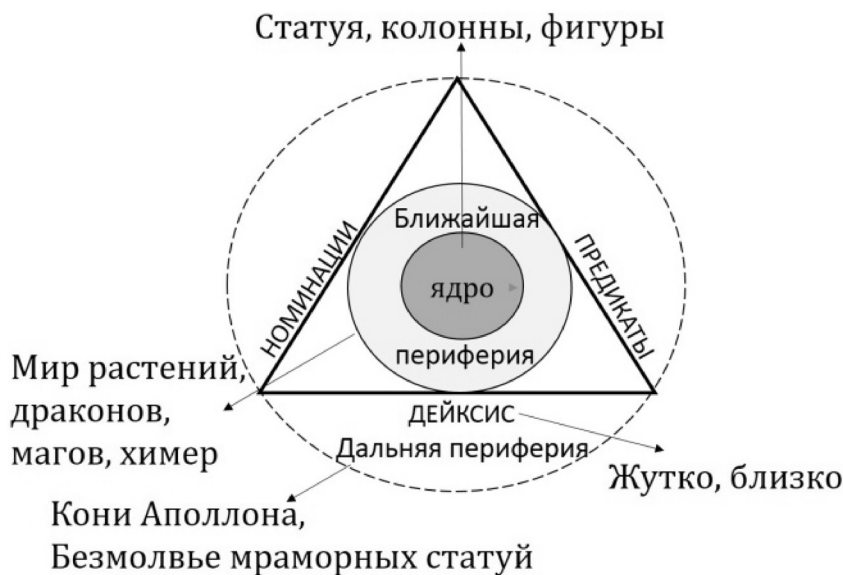 Статуя, колонны, фигуры
НОМИНАЦИИ
Ближайшая
ПРЕДИКАТЫ
ядро
периферия
Мир растений,
драконов,
магов, химер
ДЕЙКСИС
Дальняя периферия
Жутко, близко
Кони Аполлона,
Безмолвье мраморных статуй